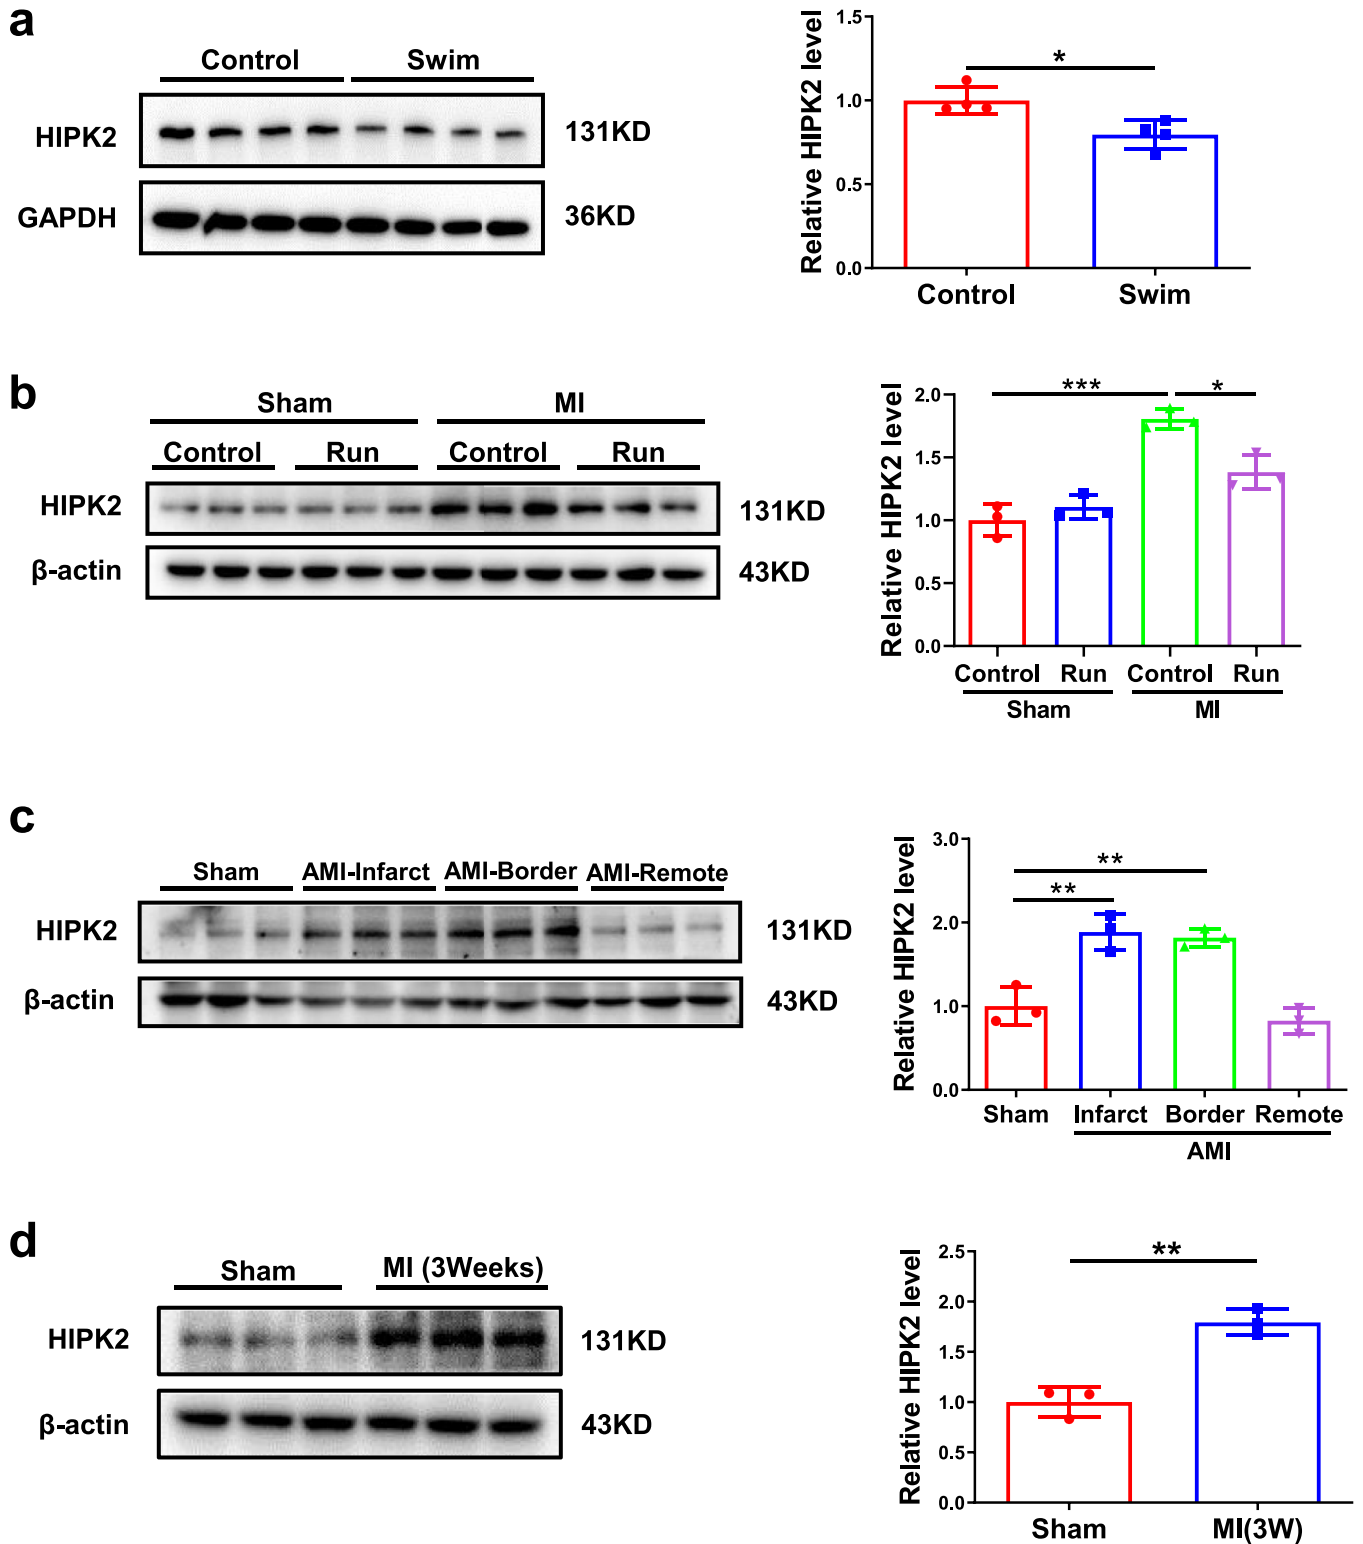 a
Control Swim
HIPK2 131KD
GAPDH 36KD
Relative HIPK2 level
1.5
1.0
0.5
0.0
*
Control Swim
b
Sham MI
Control Run Control Run
HIPK2 131KD
β-actin 43KD
Relative HIPK2 level
2.0
1.5
1.0
0.5
0.0
*** *
Control Run Control Run
Sham MI
c
Sham AMI-Infarct AMI-Border AMI-Remote
HIPK2 131KD
β-actin 43KD
Relative HIPK2 level
3.0
2.0
1.0
0.0
**
**
Sham Infarct Border Remote
AMI
d
Sham MI (3Weeks)
HIPK2 131KD
β-actin 43KD
Relative HIPK2 level
2.5
2.0
1.5
1.0
0.5
0.0
**
Sham MI(3W)